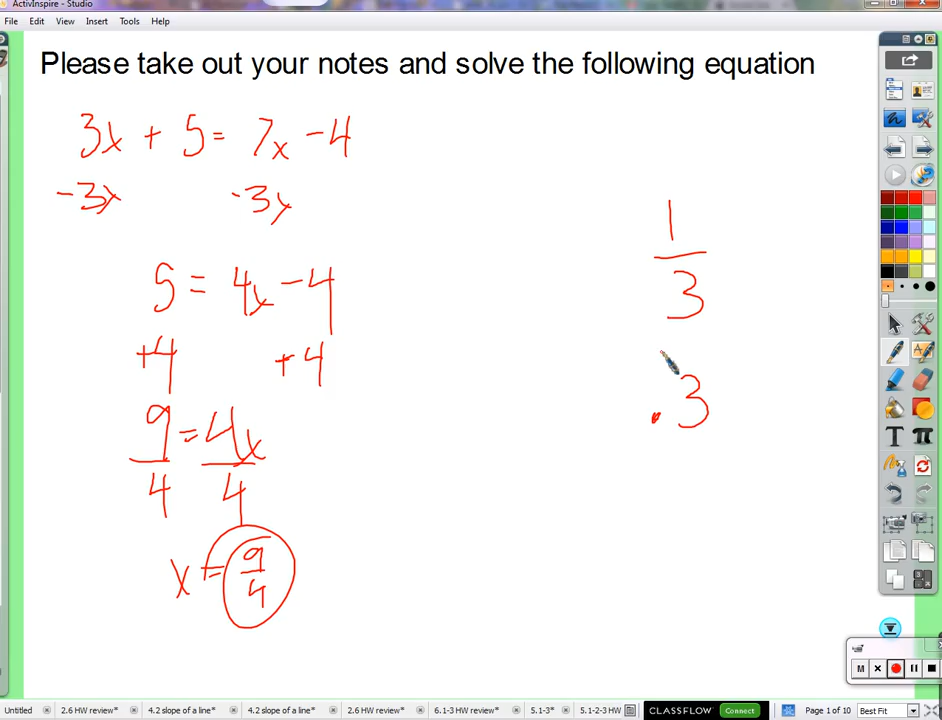 ActivInspire - Studio
File Edit View Insert Tools Help
Please take out your notes and solve the following equation
3x + 5 = 7x - 4
-3x -3x
5 = 4x - 4
+4 +4
9 = 4x
4 4
x = 9/4
1
3
.3
M
Untitled 2.6 HW review* 4.2 slope of a line* 4.2 slope of a line* 2.6 HW review* 6.1-3 HW review* 5.1-3* 5.1-2-3 HW CLASSFLOW Connect Page 1 of 10 Best Fit